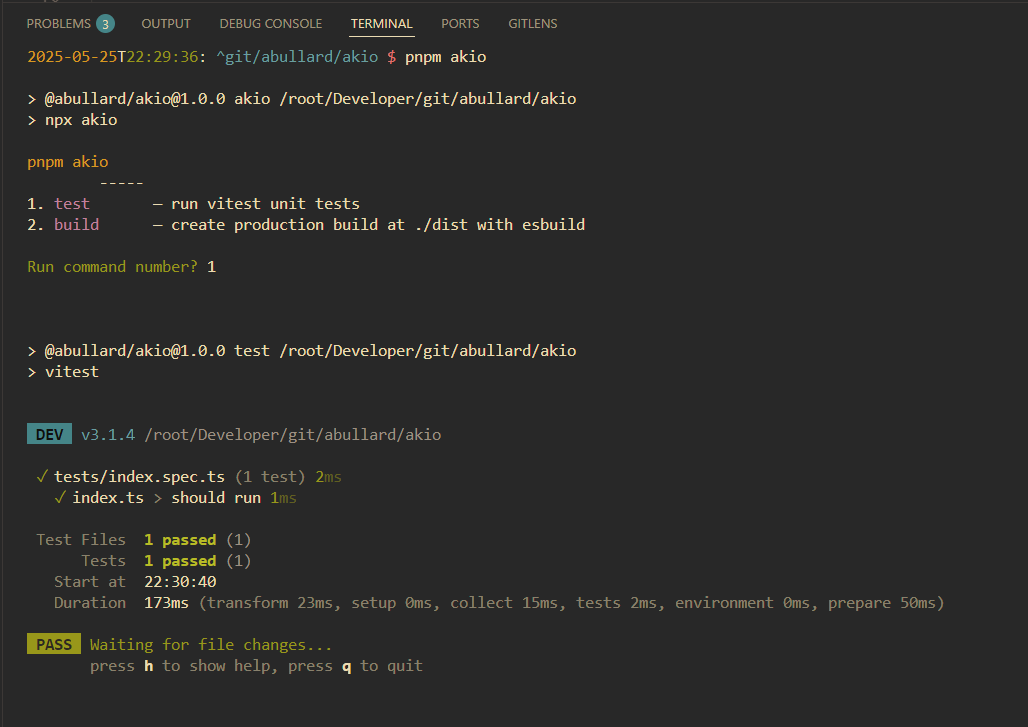 PROBLEMS 3 OUTPUT DEBUG CONSOLE TERMINAL PORTS GITLENS
2025-05-25T22:29:36: ^git/abullard/akio $ pnpm akio
> @abullard/akio@1.0.0 akio /root/Developer/git/abullard/akio
> npx akio
pnpm akio
-----
1. test — run vitest unit tests
2. build — create production build at ./dist with esbuild
Run command number? 1
> @abullard/akio@1.0.0 test /root/Developer/git/abullard/akio
> vitest
DEV v3.1.4 /root/Developer/git/abullard/akio
✓ tests/index.spec.ts (1 test) 2ms
✓ index.ts > should run 1ms
Test Files 1 passed (1)
Tests 1 passed (1)
Start at 22:30:40
Duration 173ms (transform 23ms, setup 0ms, collect 15ms, tests 2ms, environment 0ms, prepare 50ms)
PASS Waiting for file changes...
press h to show help, press q to quit